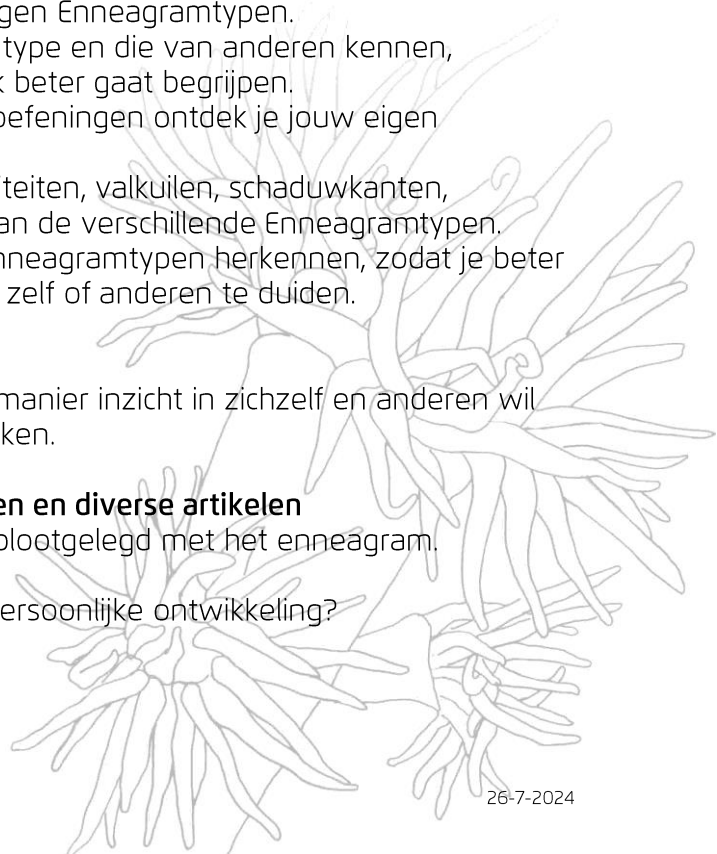 gen Enneagramtypen.
type en die van anderen kennen,
k beter gaat begrijpen.
oefeningen ontdek je jouw eigen
teiten, valkuilen, schaduwkanten,
an de verschillende Enneagramtypen.
nneagramtypen herkennen, zodat je beter
zelf of anderen te duiden.
manier inzicht in zichzelf en anderen wil
ken.
en en diverse artikelen
blootgelegd met het enneagram.
ersoonlijke ontwikkeling?
26-7-2024